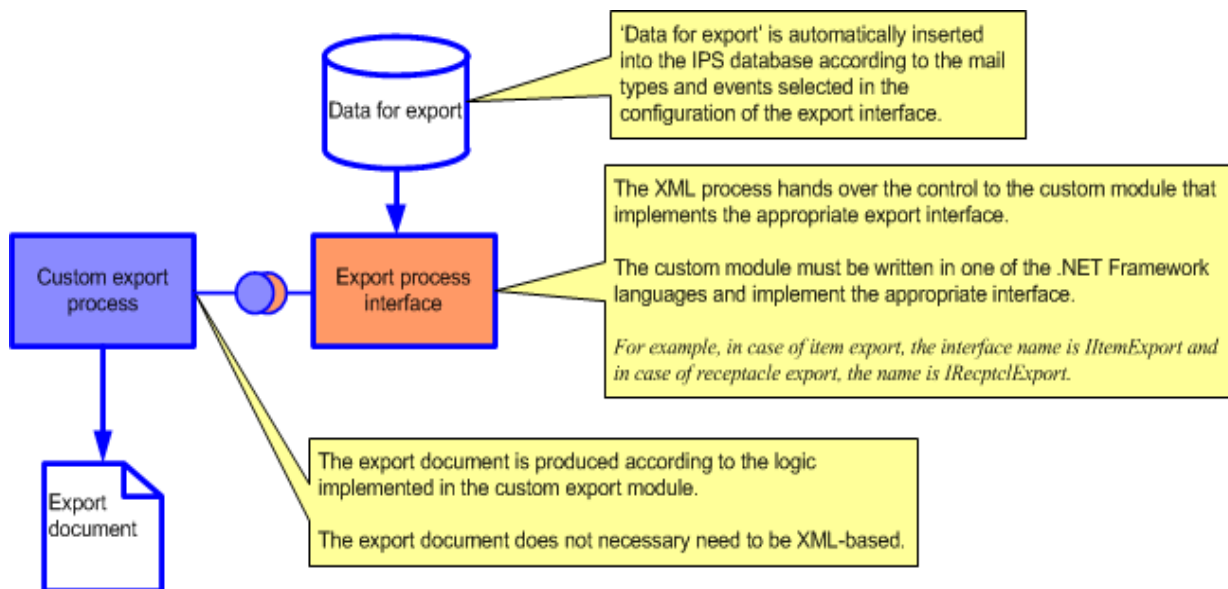 'Data for export' is automatically inserted
into the IPS database according to the mail
types and events selected in the
configuration of the export interface.
Data for export
The XML process hands over the control to the custom module that
implements the appropriate export interface.
The custom module must be written in one of the .NET Framework
languages and implement the appropriate interface.
For example, in case of item export, the interface name is IItemExport and
in case of receptacle export, the name is IRecptclExport.
Custom export
process
Export process
interface
The export document is produced according to the logic
implemented in the custom export module.
The export document does not necessary need to be XML-based.
Export
document